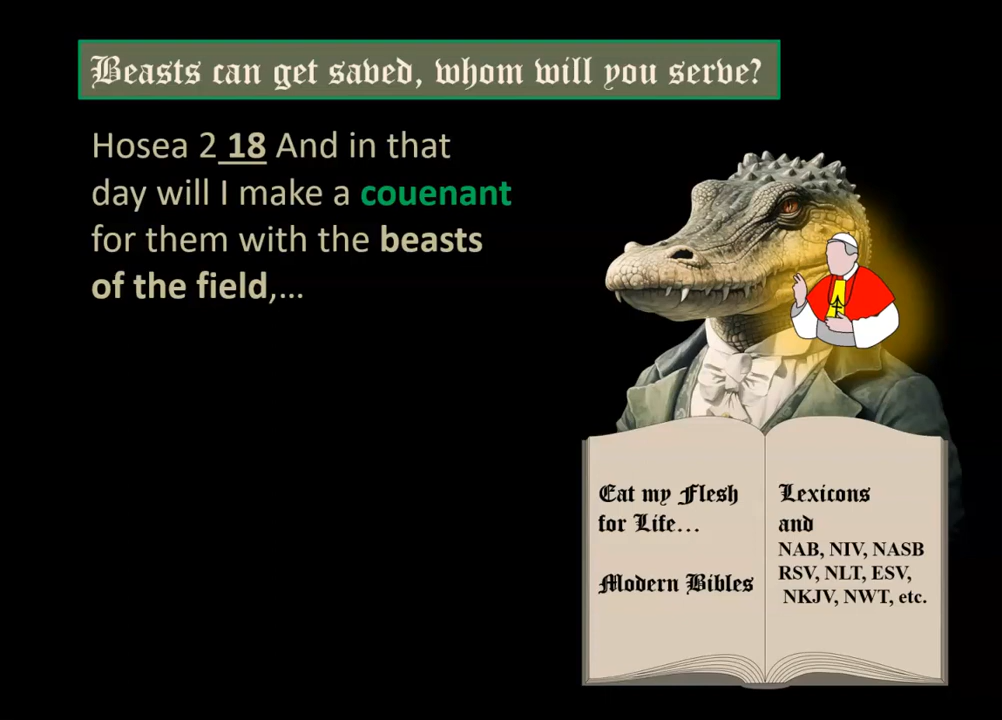 Beasts can get saved, whom will you serve?
Hosea 2 18 And in that
day will I make a couenant
for them with the beasts
of the field,...
Eat my Flesh
for Life...
Modern Bibles
Lexicons
and
NAB, NIV, NASB
RSV, NLT, ESV,
NKJV, NWT, etc.